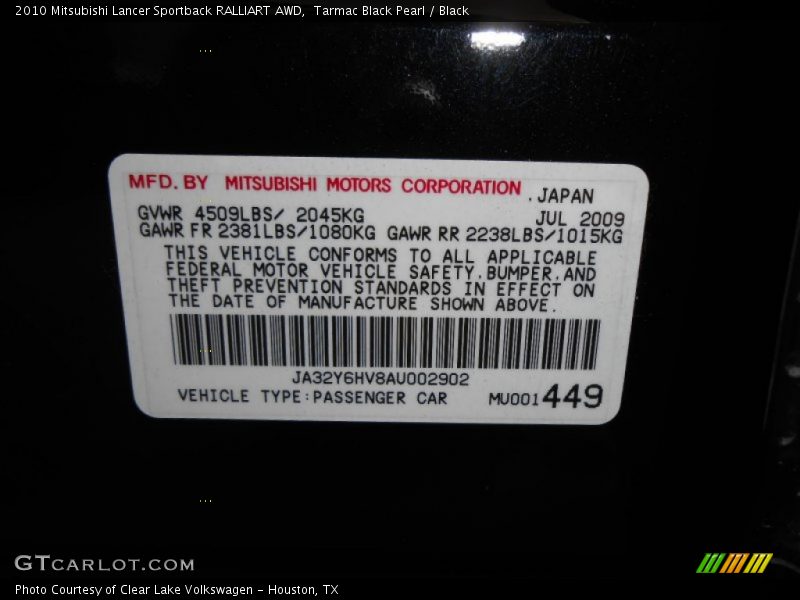 2010 Mitsubishi Lancer Sportback RALLIART AWD,  Tarmac Black Pearl / Black
MFD. BY MITSUBISHI MOTORS CORPORATION . JAPAN
GVWR 4509LBS/ 2045KG JUL 2009
GAWR FR 2381LBS/1080KG GAWR RR 2238LBS/1015KG
THIS VEHICLE CONFORMS TO ALL APPLICABLE
FEDERAL MOTOR VEHICLE SAFETY.BUMPER.AND
THEFT PREVENTION STANDARDS IN EFFECT ON
THE DATE OF MANUFACTURE SHOWN ABOVE.
JA32Y6HV8AU002902
VEHICLE TYPE:PASSENGER CAR MU001449
GTCARLOT.COM
Photo Courtesy of Clear Lake Volkswagen - Houston, TX